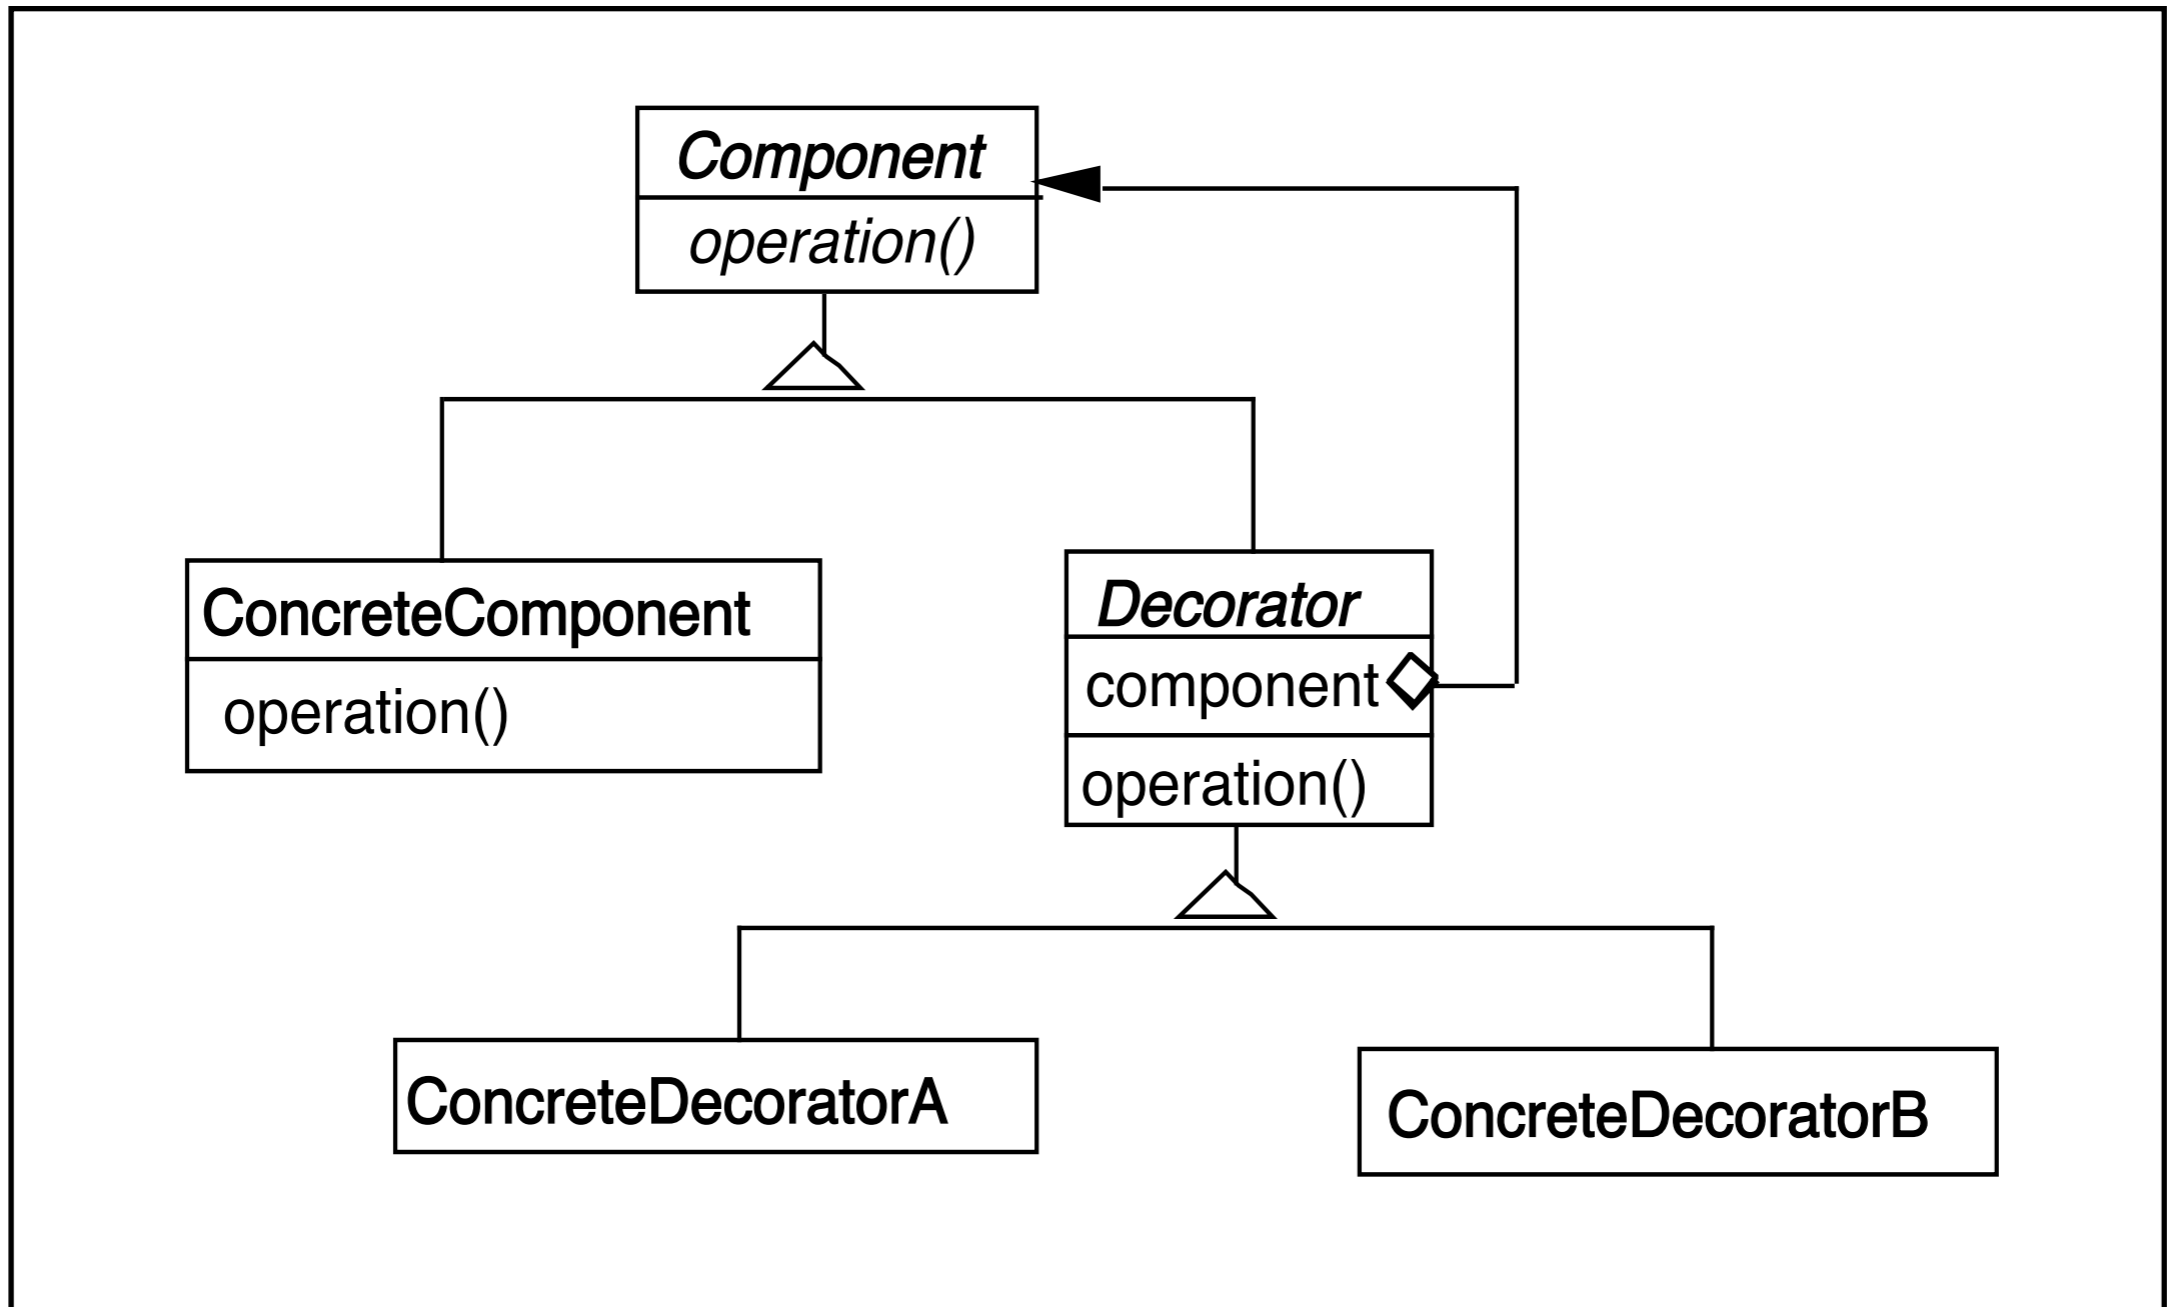 Component
operation()
ConcreteComponent
operation()
Decorator
component
operation()
ConcreteDecoratorA
ConcreteDecoratorB